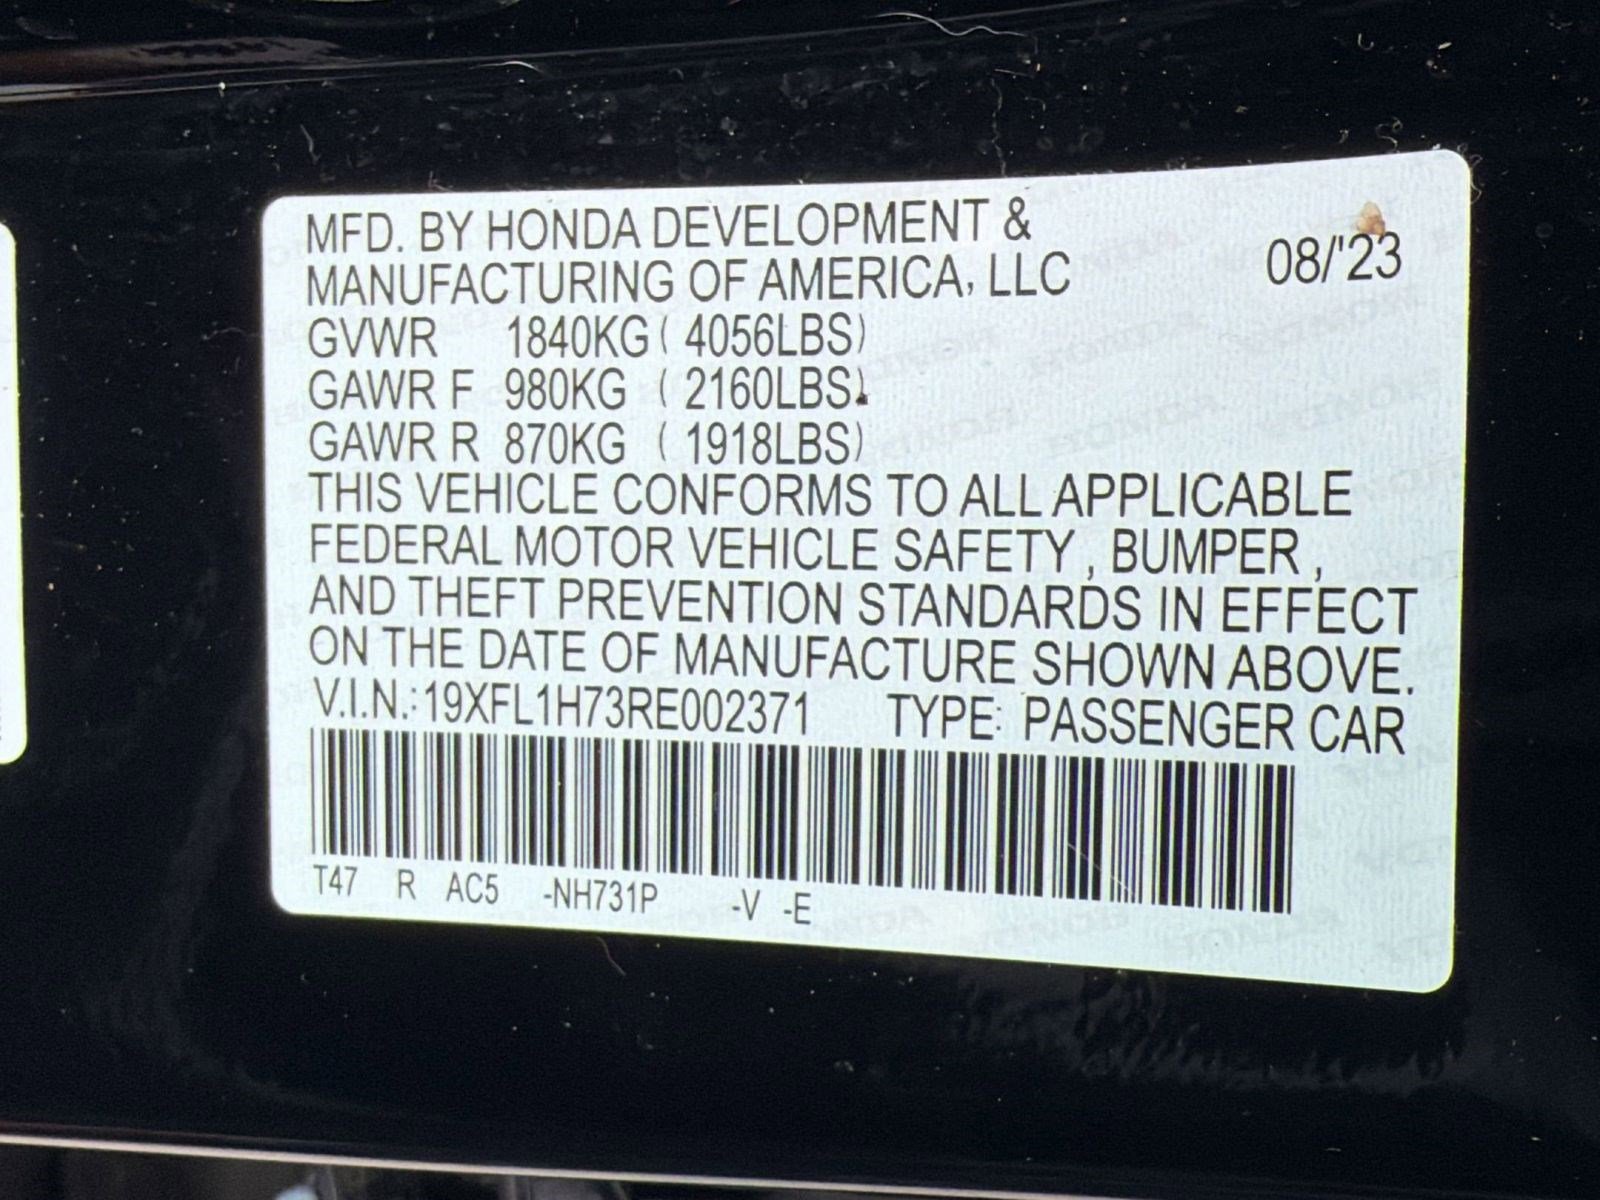 MFD. BY HONDA DEVELOPMENT &
MANUFACTURING OF AMERICA, LLC 08/'23
GVWR 1840KG ( 4056LBS)
GAWR F 980KG ( 2160LBS)
GAWR R 870KG ( 1918LBS)
THIS VEHICLE CONFORMS TO ALL APPLICABLE
FEDERAL MOTOR VEHICLE SAFETY , BUMPER ,
AND THEFT PREVENTION STANDARDS IN EFFECT
ON THE DATE OF MANUFACTURE SHOWN ABOVE.
V.I.N.:19XFL1H73RE002371 TYPE: PASSENGER CAR
T47 R AC5 -NH731P -V -E